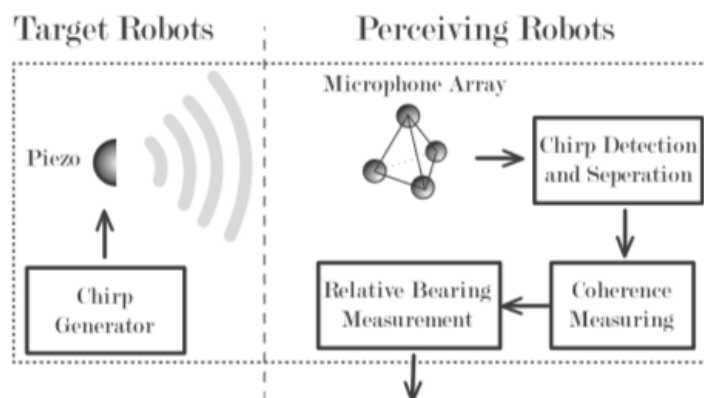 Target Robots
Perceiving Robots
Microphone Array
Piezo
Chirp Detection
and Seperation
Chirp
Generator
Relative Bearing
Measurement
Coherence
Measuring